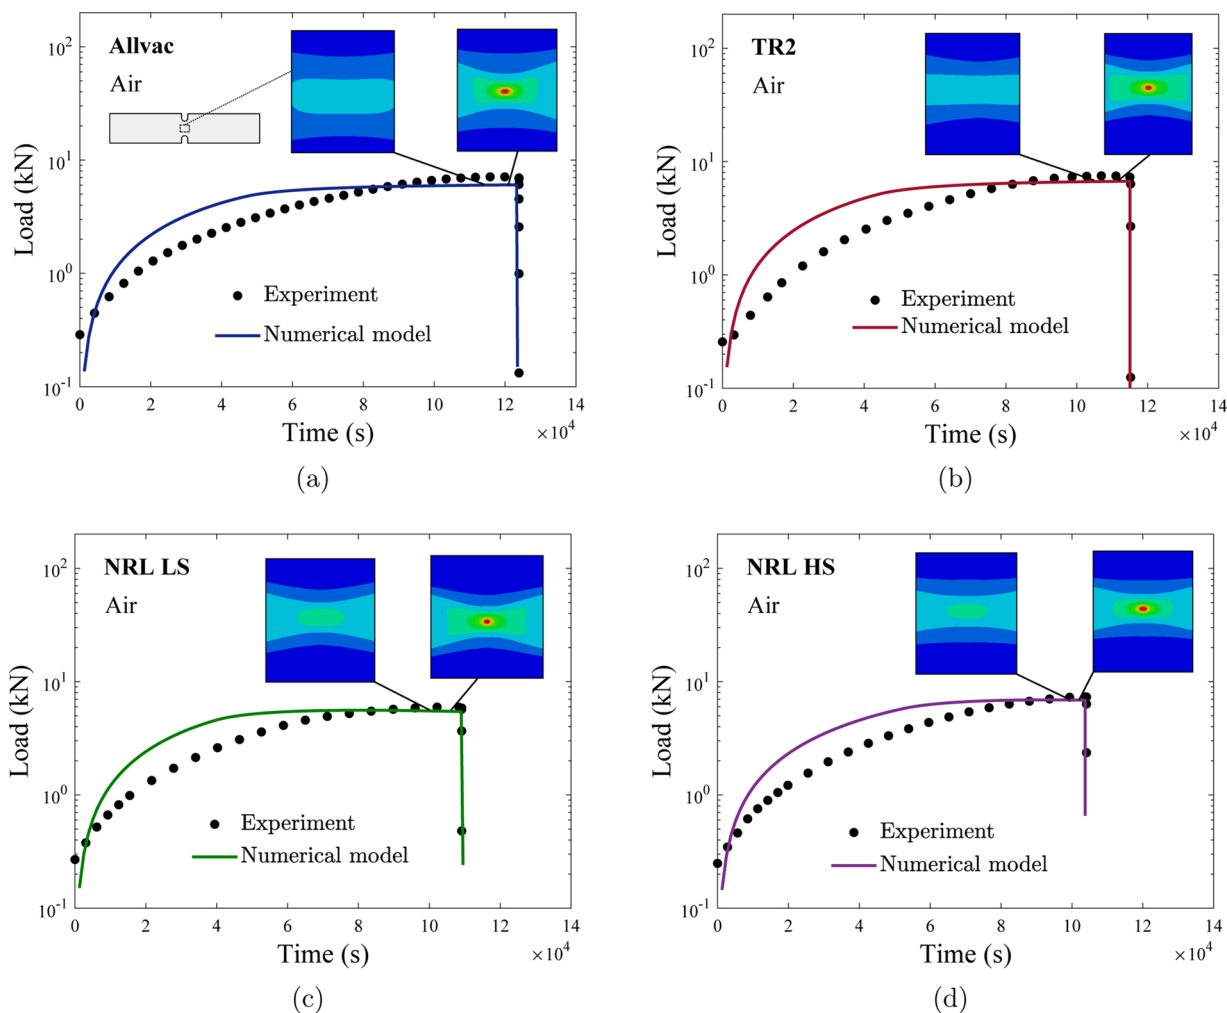 Allvac
Air
Load (kN)
10^2
10^1
10^0
10^-1
Experiment
Numerical model
0 2 4 6 8 10 12 14
Time (s)
×10^4
(a)
TR2
Air
Load (kN)
10^2
10^1
10^0
10^-1
Experiment
Numerical model
0 2 4 6 8 10 12 14
Time (s)
×10^4
(b)
NRL LS
Air
Load (kN)
10^2
10^1
10^0
10^-1
Experiment
Numerical model
0 2 4 6 8 10 12 14
Time (s)
×10^4
(c)
NRL HS
Air
Load (kN)
10^2
10^1
10^0
10^-1
Experiment
Numerical model
0 2 4 6 8 10 12 14
Time (s)
×10^4
(d)